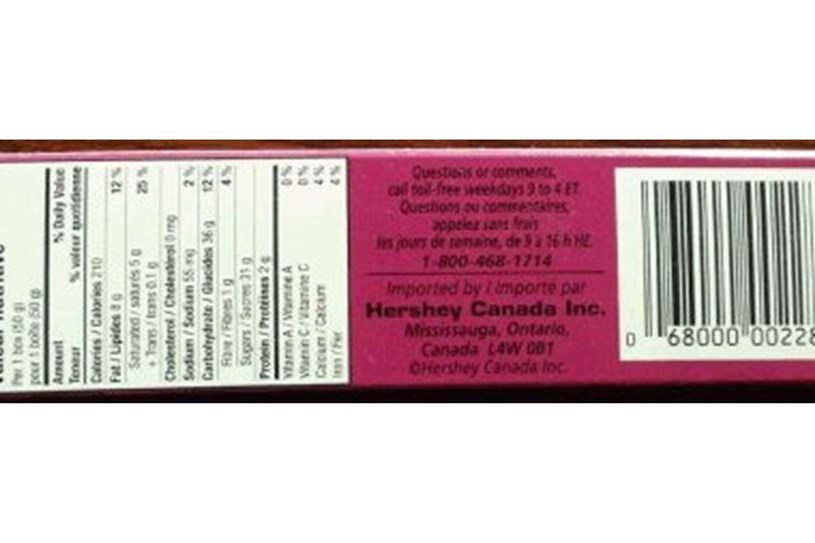 Per 1 box (50 g)
pour 1 boîte (50 g)
Amount % Daily Value
Teneur % valeur quotidienne
Calories / Calories 210
Fat / Lipides 8 g 12 %
Saturated / saturés 5 g 25 %
+ Trans / trans 0.1 g
Cholesterol / Cholestérol 0 mg
Sodium / Sodium 55 mg 2 %
Carbohydrate / Glucides 36 g 12 %
Fibre / Fibres 1 g 4 %
Sugars / Sucres 31 g
Protein / Protéines 2 g
Vitamin A / Vitamine A 0 %
Vitamin C / Vitamine C 0 %
Calcium / Calcium 4 %
Iron / Fer 4 %
Questions or comments,
call toll-free weekdays 9 to 4 ET.
Questions ou commentaires,
appelez sans frais
les jours de semaine, de 9 à 16 h HE.
1-800-468-1714
Imported by / Importé par
Hershey Canada Inc.
Mississauga, Ontario,
Canada L4W 0B1
©Hershey Canada Inc.
0 68000 00228